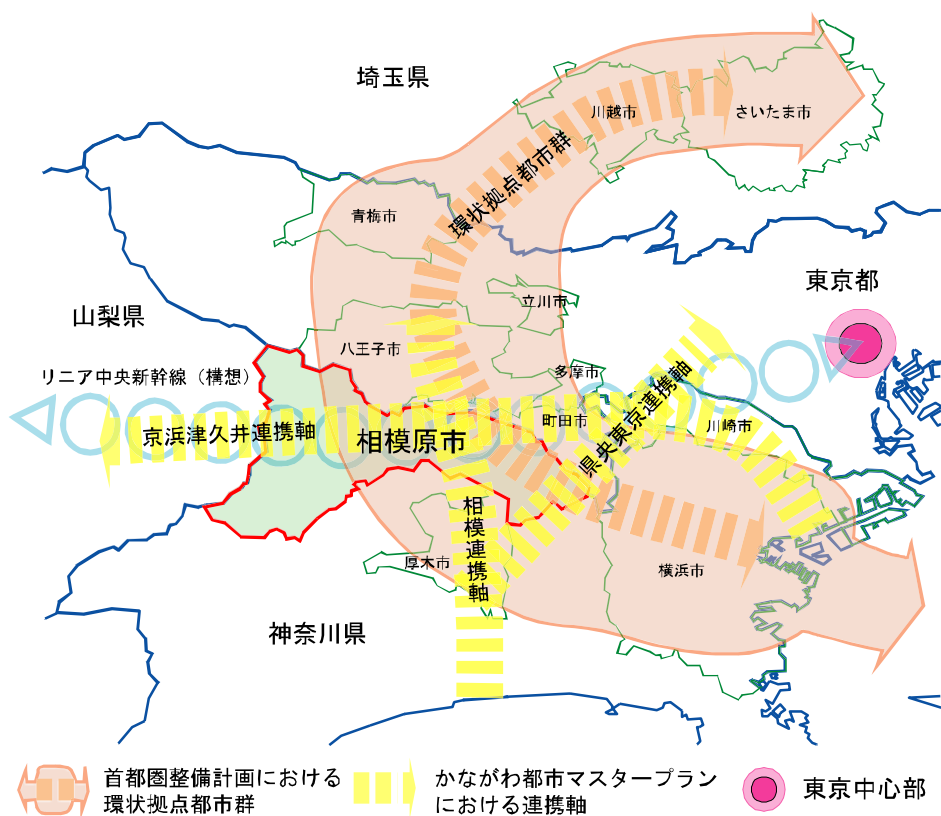 埼玉県
川越市
さいたま市
環状拠点都市群
青梅市
東京都
立川市
山梨県
八王子市
多摩市
リニア中央新幹線（構想）
町田市
川崎市
京浜津久井連携軸
相模原市
県央東京連携軸
相模連携軸
厚木市
横浜市
神奈川県
首都圏整備計画における
環状拠点都市群
かながわ都市マスタープラン
における連携軸
東京中心部